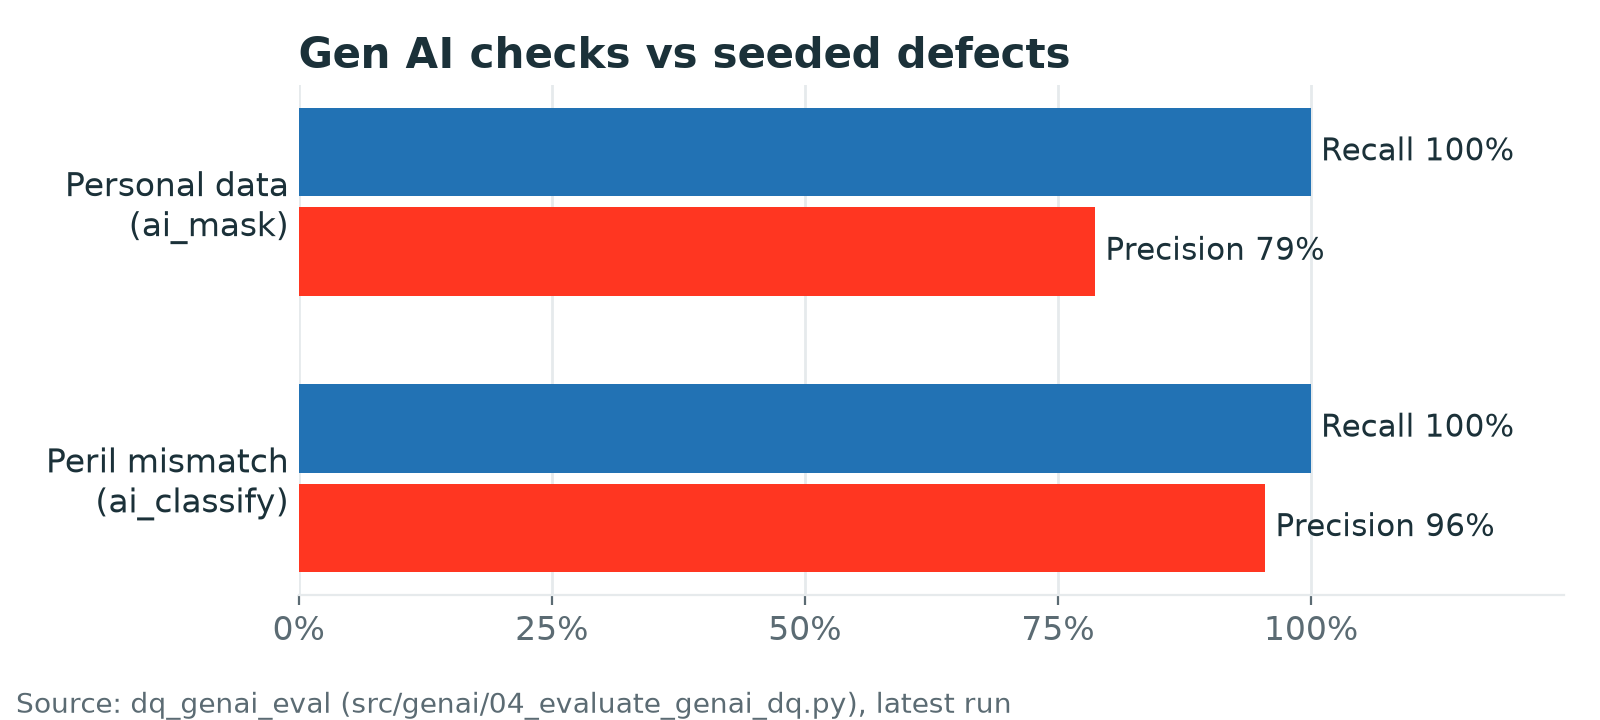 Gen AI checks vs seeded defects
Recall 100%
Personal data
(ai_mask)
Precision 79%
Recall 100%
Peril mismatch
(ai_classify)
Precision 96%
0% 25% 50% 75% 100%
Source: dq_genai_eval (src/genai/04_evaluate_genai_dq.py), latest run